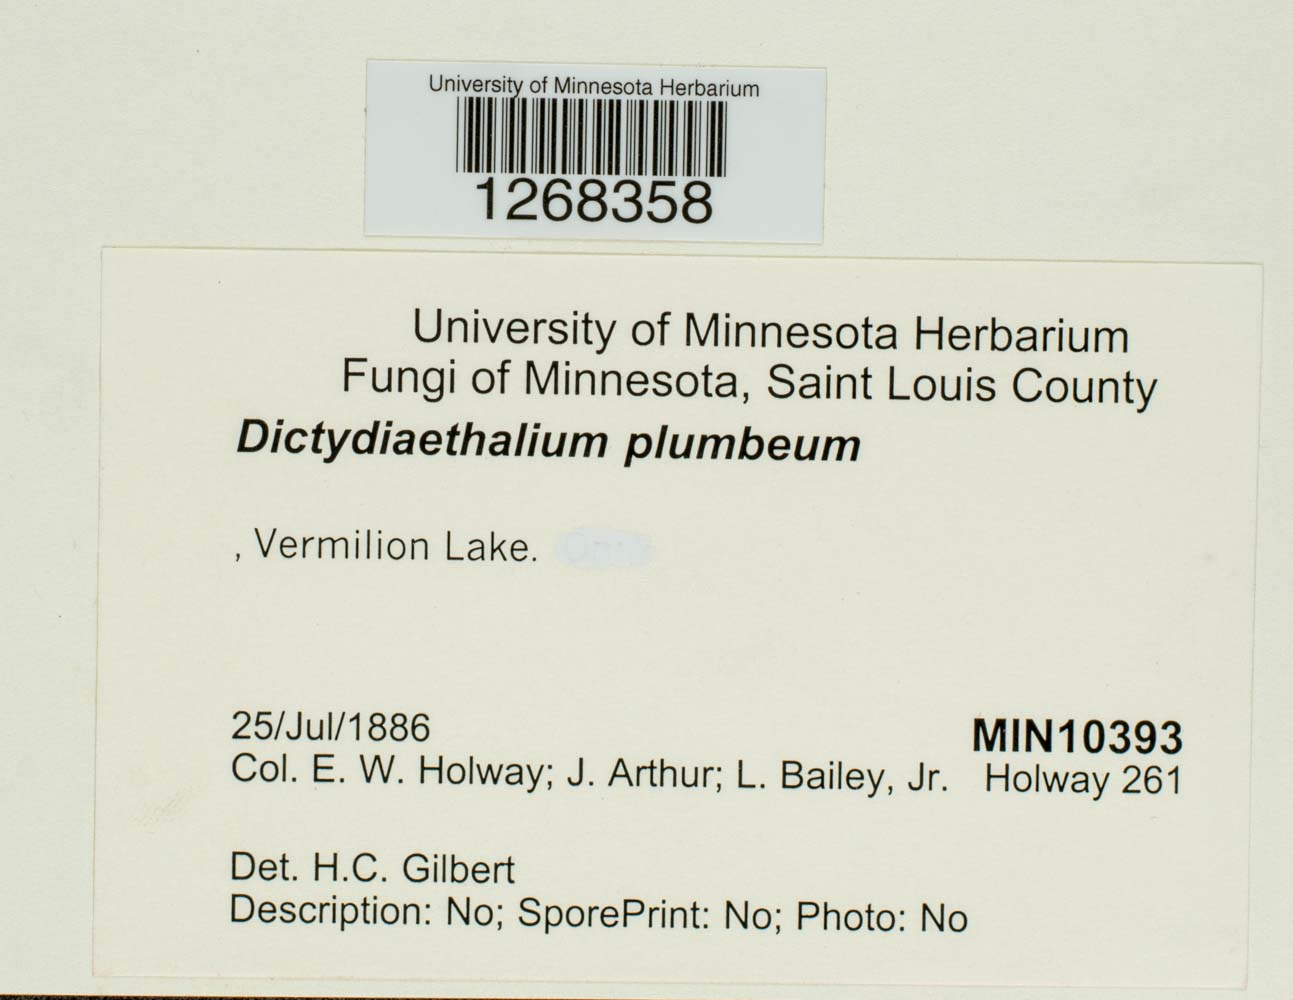 University of Minnesota Herbarium
1268358
University of Minnesota Herbarium
Fungi of Minnesota, Saint Louis County
Dictydiaethalium plumbeum
, Vermilion Lake.
25/Jul/1886
MIN10393
Col. E. W. Holway; J. Arthur; L. Bailey, Jr. Holway 261
Det. H.C. Gilbert
Description: No; SporePrint: No; Photo: No